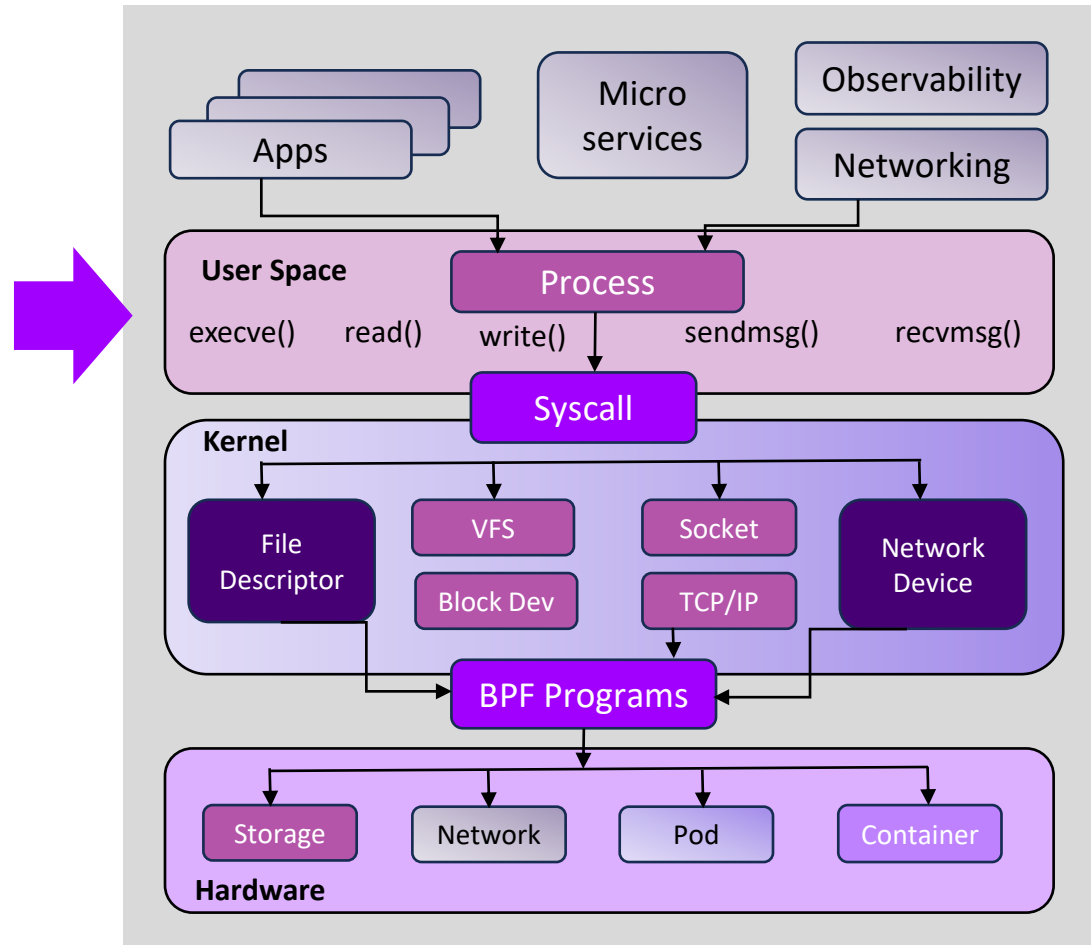 Apps
Micro
services
Observability
Networking
User Space
Process
execve()
read()
write()
sendmsg()
recvmsg()
Syscall
Kernel
File
Descriptor
VFS
Socket
Network
Device
Block Dev
TCP/IP
BPF Programs
Storage
Network
Pod
Container
Hardware